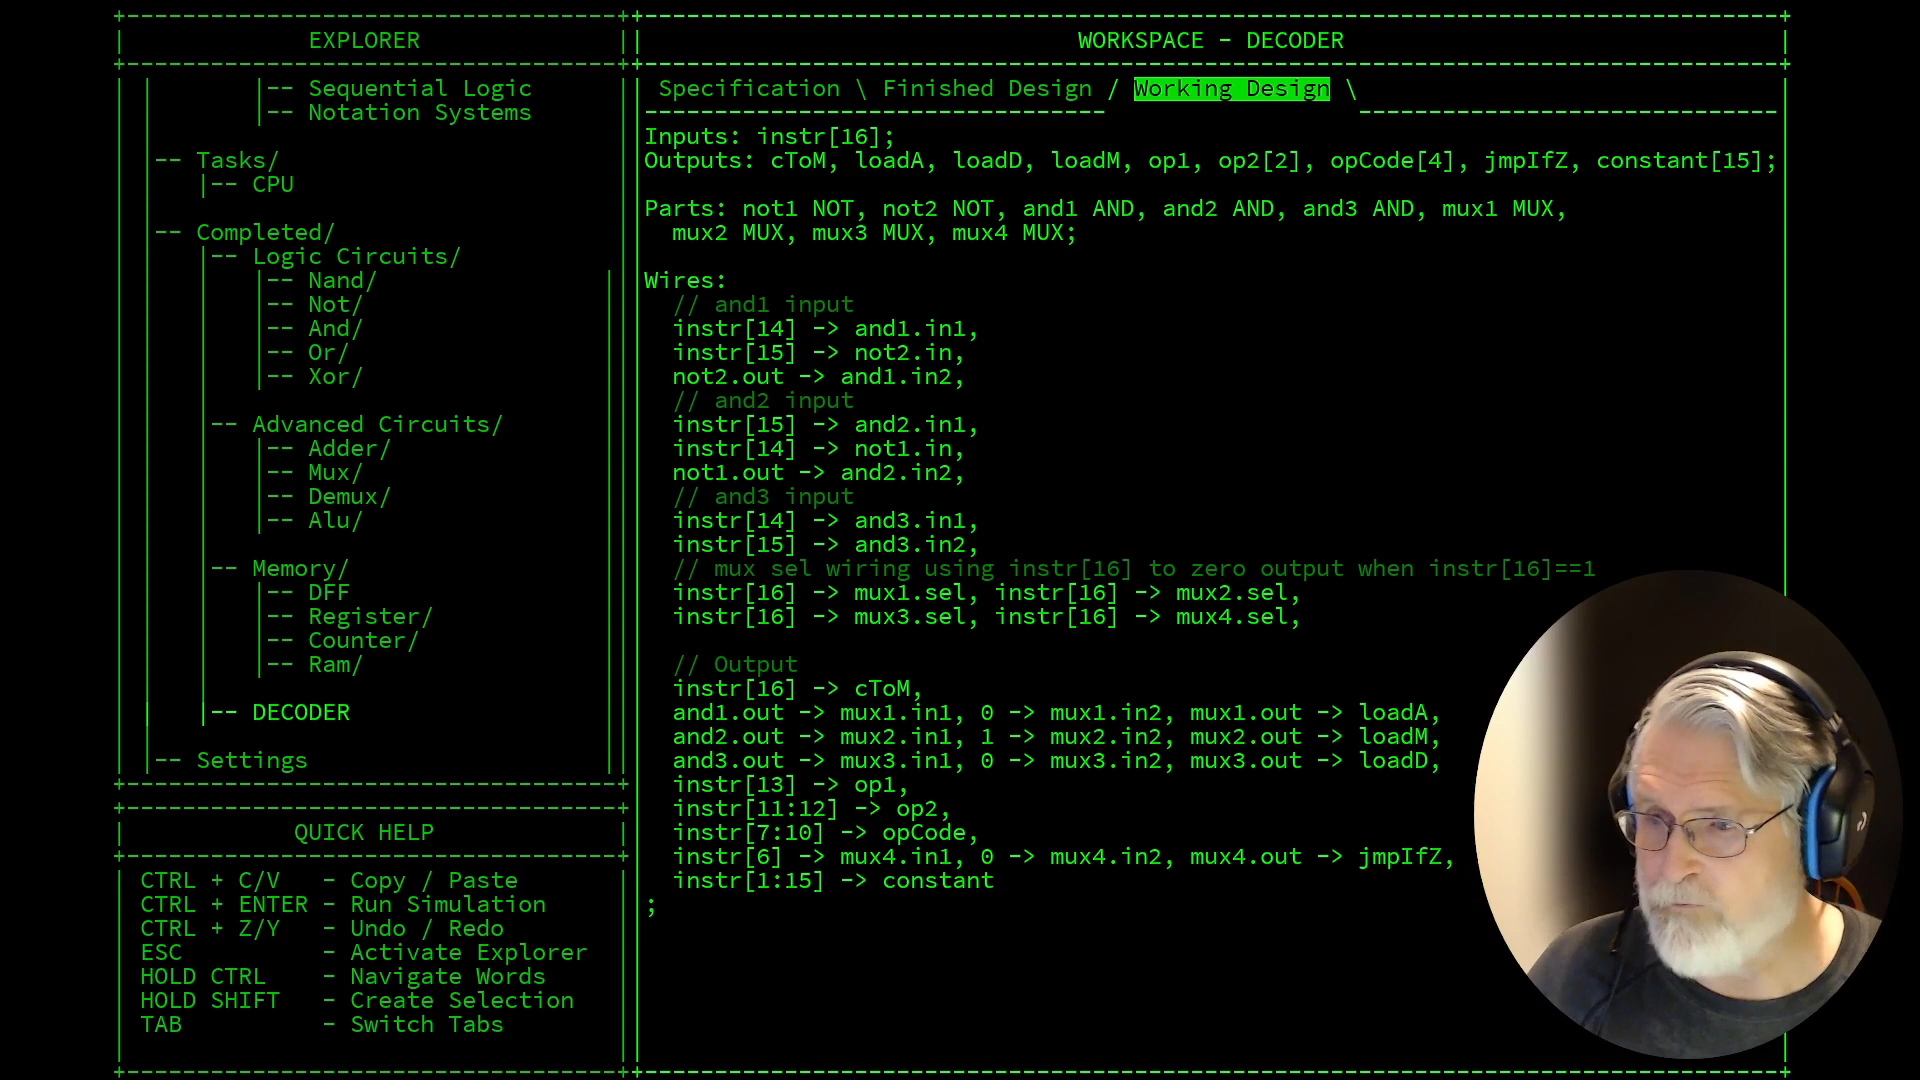 EXPLORER
|-- Sequential Logic
|-- Notation Systems
|-- Tasks/
|-- CPU
|-- Completed/
|-- Logic Circuits/
|-- Nand/
|-- Not/
|-- And/
|-- Or/
|-- Xor/
|-- Advanced Circuits/
|-- Adder/
|-- Mux/
|-- Demux/
|-- Alu/
|-- Memory/
|-- DFF
|-- Register/
|-- Counter/
|-- Ram/
|-- DECODER
|-- Settings
QUICK HELP
CTRL + C/V - Copy / Paste
CTRL + ENTER - Run Simulation
CTRL + Z/Y - Undo / Redo
ESC - Activate Explorer
HOLD CTRL - Navigate Words
HOLD SHIFT - Create Selection
TAB - Switch Tabs
WORKSPACE - DECODER
Specification \ Finished Design / Working Design \
Inputs: instr[16];
Outputs: cToM, loadA, loadD, loadM, op1, op2[2], opCode[4], jmpIfZ, constant[15];
Parts: not1 NOT, not2 NOT, and1 AND, and2 AND, and3 AND, mux1 MUX,
mux2 MUX, mux3 MUX, mux4 MUX;
Wires:
// and1 input
instr[14] -> and1.in1,
instr[15] -> not2.in,
not2.out -> and1.in2,
// and2 input
instr[15] -> and2.in1,
instr[14] -> not1.in,
not1.out -> and2.in2,
// and3 input
instr[14] -> and3.in1,
instr[15] -> and3.in2,
// mux sel wiring using instr[16] to zero output when instr[16]==1
instr[16] -> mux1.sel, instr[16] -> mux2.sel,
instr[16] -> mux3.sel, instr[16] -> mux4.sel,
// Output
instr[16] -> cToM,
and1.out -> mux1.in1, 0 -> mux1.in2, mux1.out -> loadA,
and2.out -> mux2.in1, 1 -> mux2.in2, mux2.out -> loadM,
and3.out -> mux3.in1, 0 -> mux3.in2, mux3.out -> loadD,
instr[13] -> op1,
instr[11:12] -> op2,
instr[7:10] -> opCode,
instr[6] -> mux4.in1, 0 -> mux4.in2, mux4.out -> jmpIfZ,
instr[1:15] -> constant
;